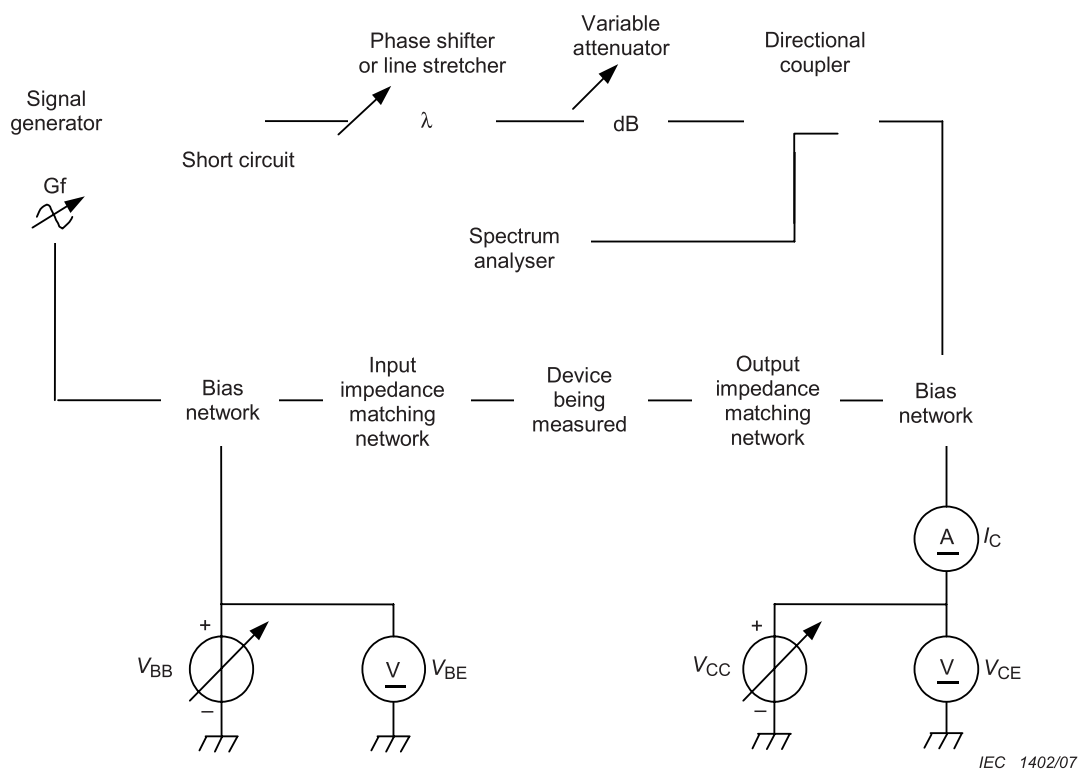 Variable
attenuator
Phase shifter
or line stretcher
Directional
coupler
Signal
generator
λ
dB
Short circuit
Gf
Spectrum
analyser
Bias
network
Input
impedance
matching
network
Device
being
measured
Output
impedance
matching
network
Bias
network
A
IC
+
VBB
–
V
VBE
+
VCC
–
V
VCE
IEC 1402/07